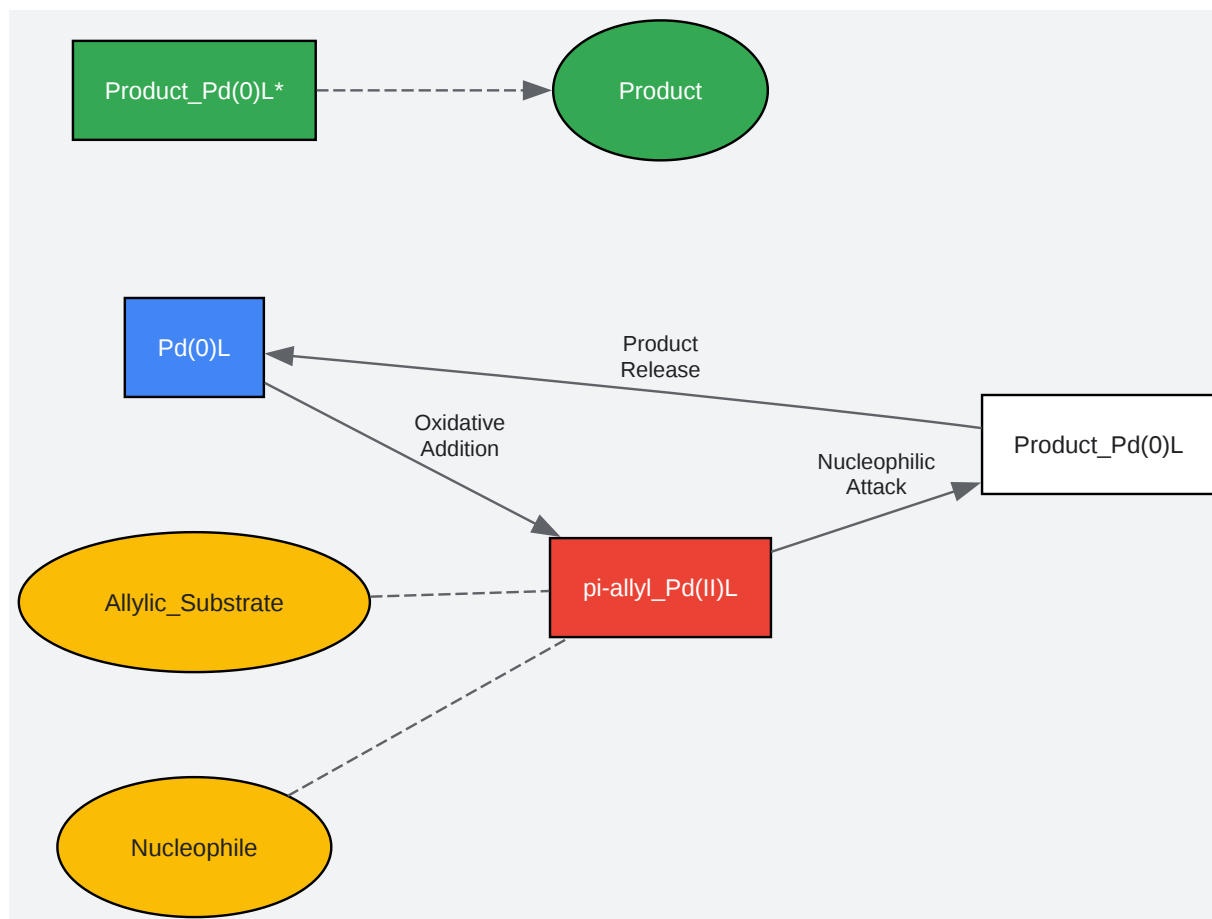 Product_Pd(0)L*
Product
Pd(0)L
Product
Release
Oxidative
Addition
Product_Pd(0)L
Nucleophilic
Attack
pi-allyl_Pd(II)L
Allylic_Substrate
Nucleophile